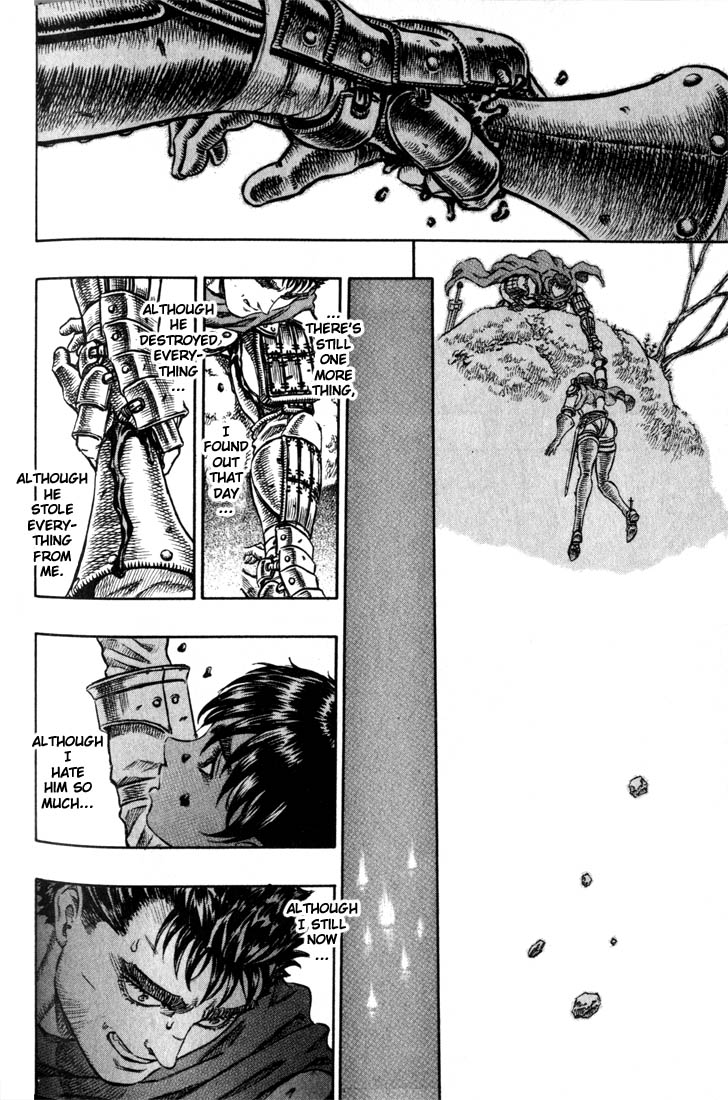 ...
THERE'S
STILL
ONE
MORE
THING,
I
FOUND
OUT
THAT
DAY
...
ALTHOUGH
HE
DESTROYED
EVERY-
THING
...
ALTHOUGH
HE
STOLE
EVERY-
THING
FROM
ME.
ALTHOUGH
I
HATE
HIM SO
MUCH...
ALTHOUGH
I STILL
NOW
...